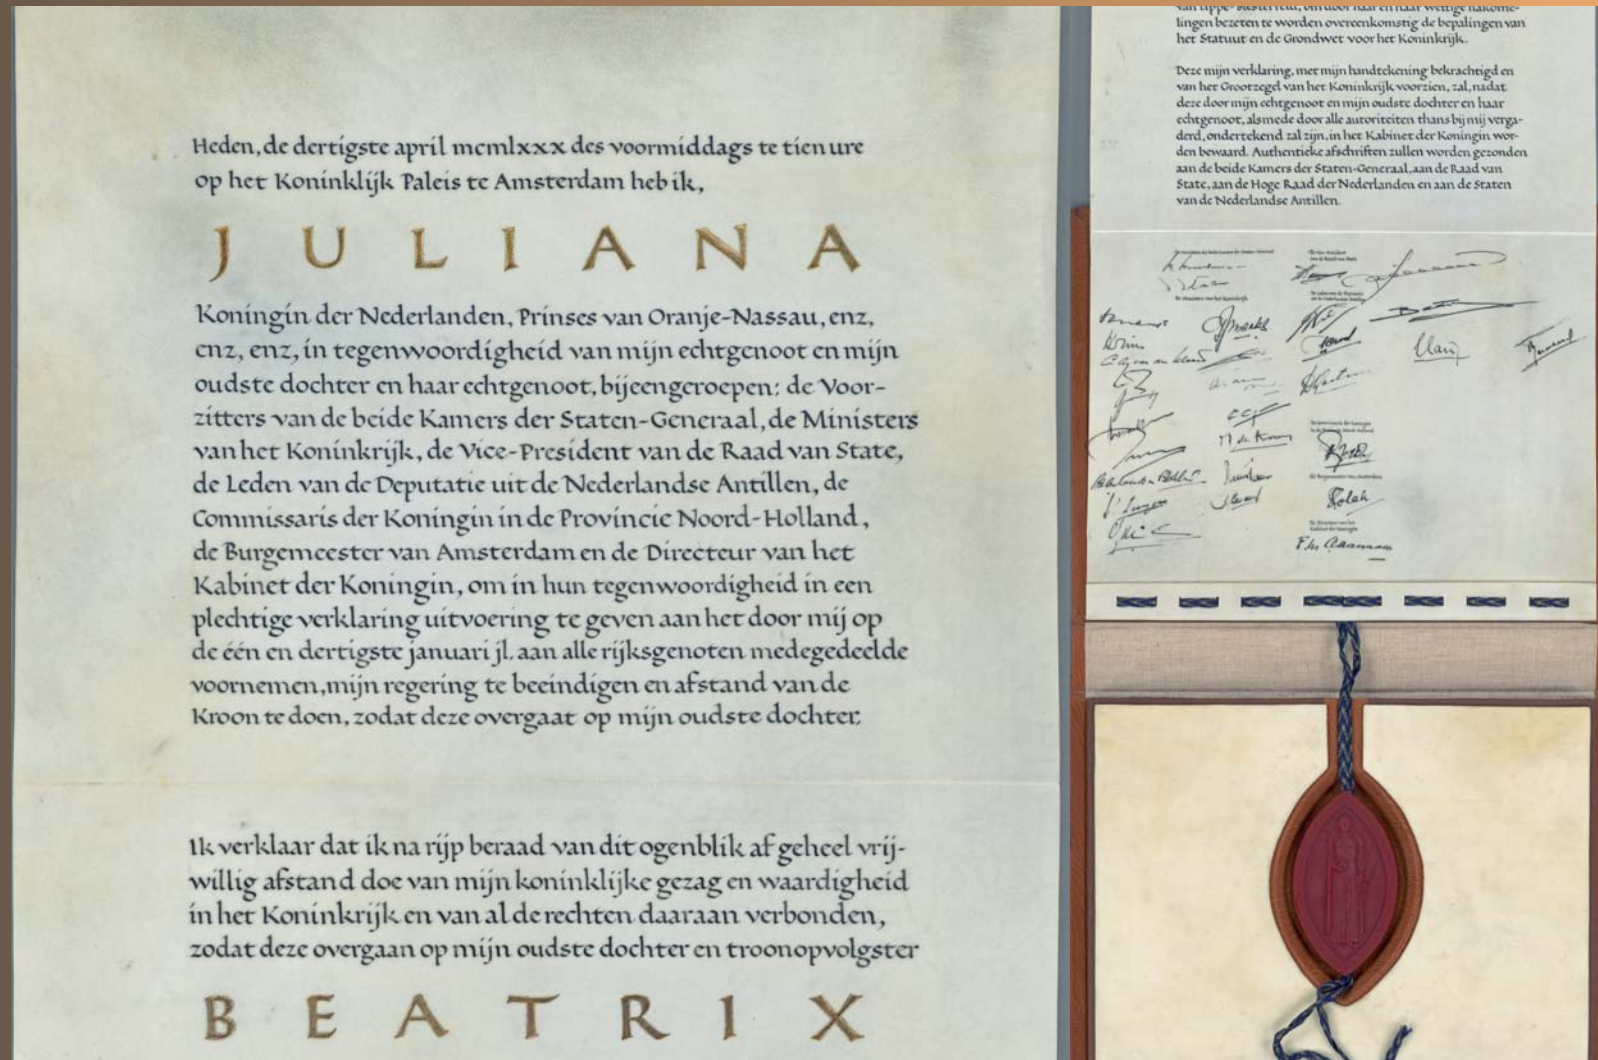 Heden, de dertigste april mcmlxxx des voormiddags te tien ure
op het Koninklijk Paleis te Amsterdam heb ik,
JULIANA
Koningin der Nederlanden, Prinses van Oranje-Nassau, enz,
enz, enz, in tegenwoordigheid van mijn echtgenoot en mijn
oudste dochter en haar echtgenoot, bijeengeroepen: de Voor-
zitters van de beide Kamers der Staten-Generaal, de Ministers
van het Koninkrijk, de Vice-President van de Raad van State,
de Leden van de Deputatie uit de Nederlandse Antillen, de
Commissaris der Koningin in de Provincie Noord-Holland,
de Burgemeester van Amsterdam en de Directeur van het
Kabinet der Koningin, om in hun tegenwoordigheid in een
plechtige verklaring uitvoering te geven aan het door mij op
de één en dertigste januari jl. aan alle rijksgenoten medegedeelde
voornemen, mijn regering te beeindigen en afstand van de
Kroon te doen, zodat deze overgaat op mijn oudste dochter.
Ik verklaar dat ik na rijp beraad van dit ogenblik af geheel vrij-
willig afstand doe van mijn koninklijke gezag en waardigheid
in het Koninkrijk en van al de rechten daaraan verbonden,
zodat deze overgaan op mijn oudste dochter en troonopvolgster
BEATRIX
van Lippe-Biesterfeld, om door haar en haar wettige nakome-
lingen bezeten te worden overeenkomstig de bepalingen van
het Statuut en de Grondwet voor het Koninkrijk.
Deze mijn verklaring, met mijn handtekening bekrachtigd en
van het Grootzegel van het Koninkrijk voorzien, zal, nadat
deze door mijn echtgenoot en mijn oudste dochter en haar
echtgenoot, alsmede door alle autoriteiten thans bij mij verga-
derd, ondertekend zal zijn, in het Kabinet der Koningin wor-
den bewaard. Authentieke afschriften zullen worden gezonden
aan de beide Kamers der Staten-Generaal, aan de Raad van
State, aan de Hoge Raad der Nederlanden en aan de Staten
van de Nederlandse Antillen.